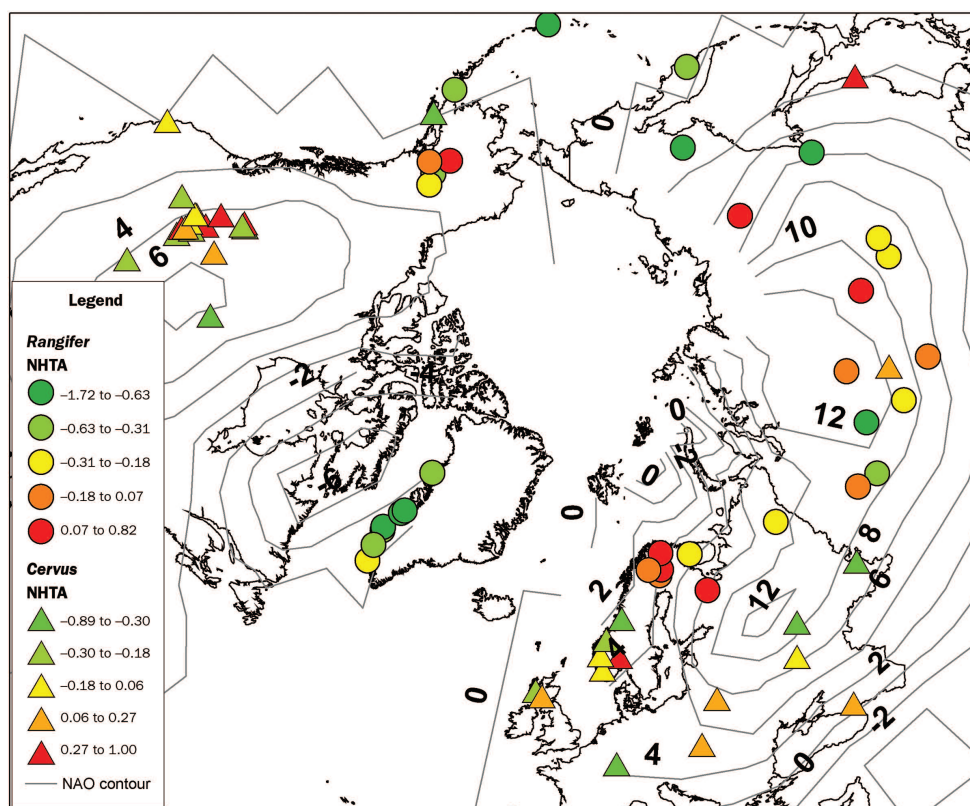 0
10
4
6
Legend
Rangifer
NHTA
−1.72 to −0.63
−0.63 to −0.31
−0.31 to −0.18
−0.18 to 0.07
0.07 to 0.82
Cervus
NHTA
−0.89 to −0.30
−0.30 to −0.18
−0.18 to 0.06
0.06 to 0.27
0.27 to 1.00
NAO contour
-2
-4
0
12
-2
0
0
8
6
2
12
4
2
0
-2
4
0